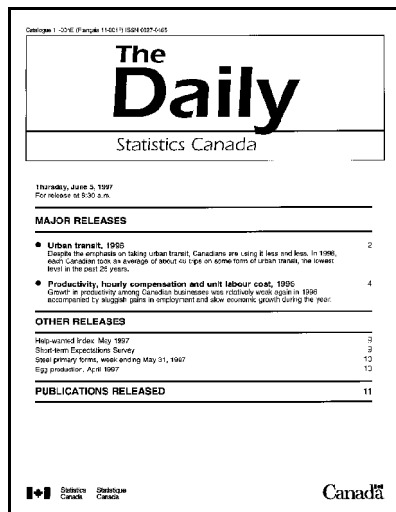 Catalogue 11-001E (Français 11-001F) ISSN 0827-0465
The
Daily
Statistics Canada
Thursday, June 5, 1997
For release at 8:30 a.m.
MAJOR RELEASES
● Urban transit, 1996 2
Despite the emphasis on taking urban transit, Canadians are using it less and less. In 1996,
each Canadian took an average of about 48 trips on some form of urban transit, the lowest
level in the past 25 years.
● Productivity, hourly compensation and unit labour cost, 1996 4
Growth in productivity among Canadian businesses was relatively weak again in 1996
accompanied by sluggish gains in employment and slow economic growth during the year.
OTHER RELEASES
Help-wanted Index, May 1997 9
Short-term Expectations Survey 9
Steel primary forms, week ending May 31, 1997 10
Egg production, April 1997 10
PUBLICATIONS RELEASED 11
Statistics Statistique
Canada Canada
Canada